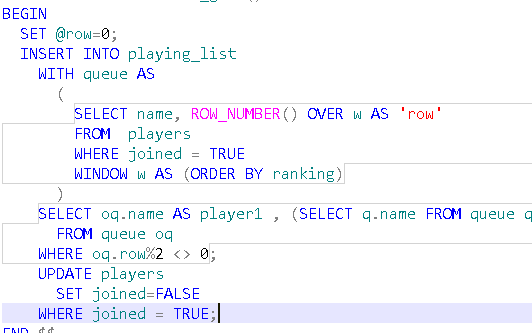 BEGIN
SET @row=0;
INSERT INTO playing_list
WITH queue AS
(
SELECT name, ROW_NUMBER() OVER w AS 'row'
FROM players
WHERE joined = TRUE
WINDOW w AS (ORDER BY ranking)
)
SELECT oq.name AS player1 , (SELECT q.name FROM queue q
FROM queue oq
WHERE oq.row%2 <> 0;
UPDATE players
SET joined=FALSE
WHERE joined = TRUE;
END $$